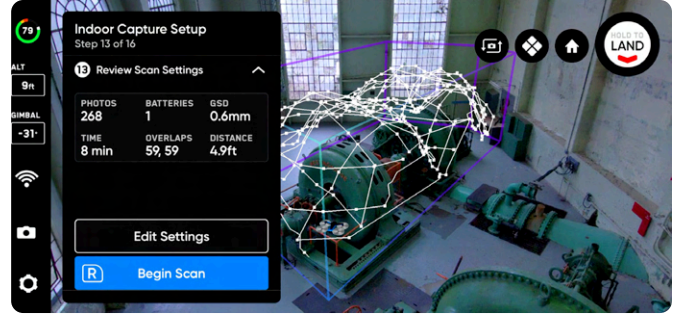 79
ALT
9ft
GIMBAL
-31°
Indoor Capture Setup
Step 13 of 16
13 Review Scan Settings
PHOTOS BATTERIES GSD
268 1 0.6mm
TIME OVERLAPS DISTANCE
8 min 59, 59 4.9ft
Edit Settings
R Begin Scan
HOLD TO
LAND